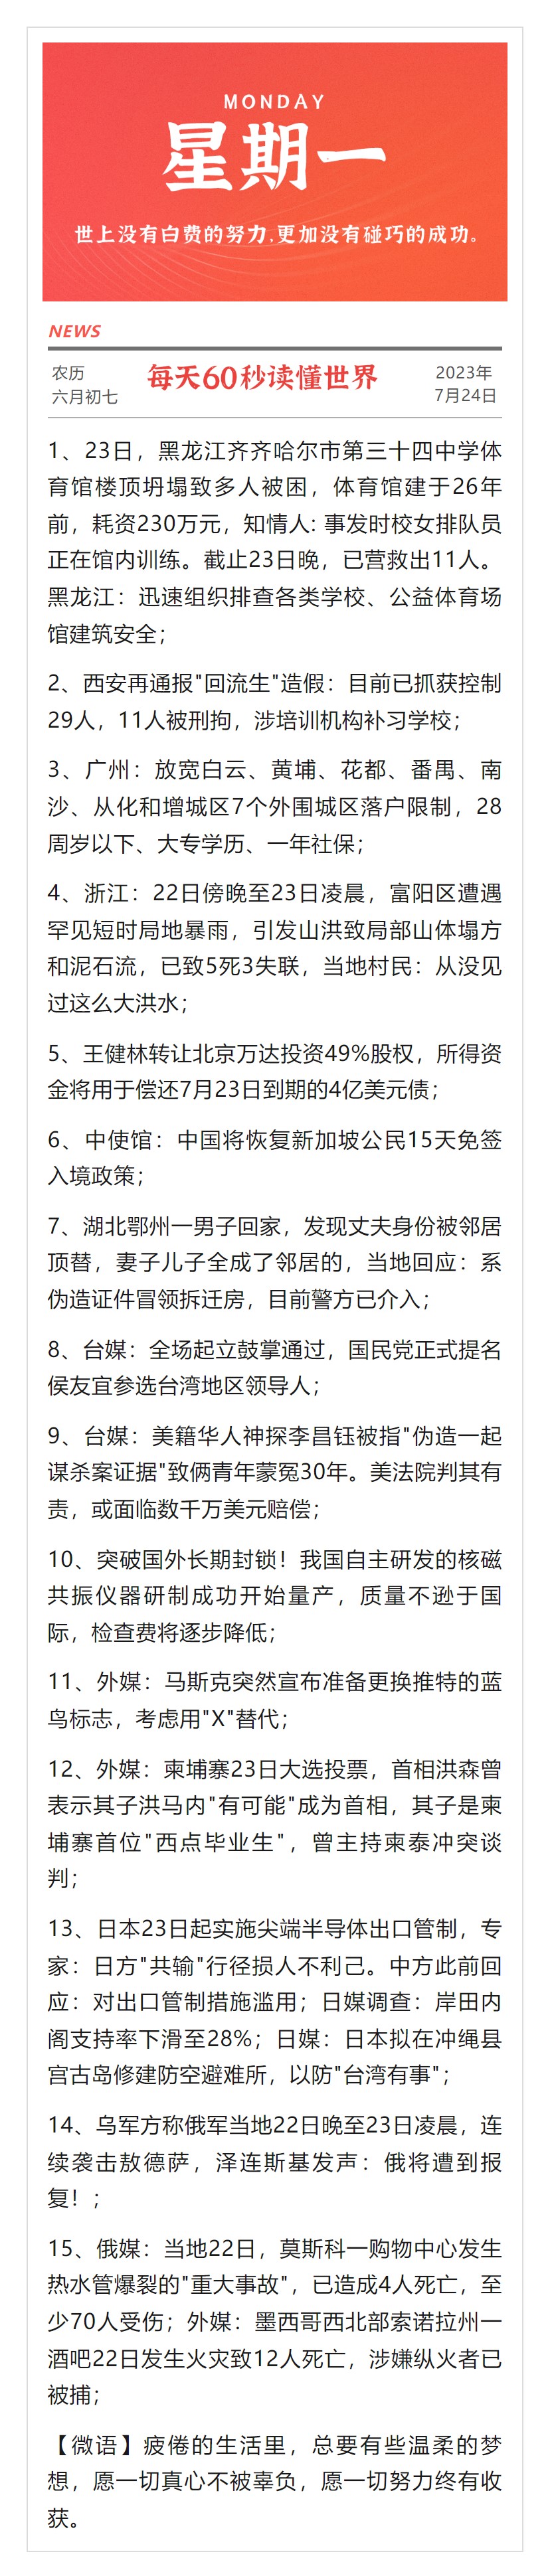 MONDAY
星期一
世上没有白费的努力,更加没有碰巧的成功。
NEWS
农历
六月初七
每天60秒读懂世界
2023年
7月24日
1、23日，黑龙江齐齐哈尔市第三十四中学体
育馆楼顶坍塌致多人被困，体育馆建于26年
前，耗资230万元，知情人: 事发时校女排队员
正在馆内训练。截止23日晚，已营救出11人。
黑龙江：迅速组织排查各类学校、公益体育场
馆建筑安全；
2、西安再通报"回流生"造假：目前已抓获控制
29人，11人被刑拘，涉培训机构补习学校；
3、广州：放宽白云、黄埔、花都、番禺、南
沙、从化和增城区7个外围城区落户限制，28
周岁以下、大专学历、一年社保；
4、浙江：22日傍晚至23日凌晨，富阳区遭遇
罕见短时局地暴雨，引发山洪致局部山体塌方
和泥石流，已致5死3失联，当地村民：从没见
过这么大洪水；
5、王健林转让北京万达投资49%股权，所得资
金将用于偿还7月23日到期的4亿美元债；
6、中使馆：中国将恢复新加坡公民15天免签
入境政策；
7、湖北鄂州一男子回家，发现丈夫身份被邻居
顶替，妻子儿子全成了邻居的，当地回应：系
伪造证件冒领拆迁房，目前警方已介入；
8、台媒：全场起立鼓掌通过，国民党正式提名
侯友宜参选台湾地区领导人；
9、台媒：美籍华人神探李昌钰被指"伪造一起
谋杀案证据"致俩青年蒙冤30年。美法院判其有
责，或面临数千万美元赔偿；
10、突破国外长期封锁！我国自主研发的核磁
共振仪器研制成功开始量产，质量不逊于国
际，检查费将逐步降低；
11、外媒：马斯克突然宣布准备更换推特的蓝
鸟标志，考虑用"X"替代；
12、外媒：柬埔寨23日大选投票，首相洪森曾
表示其子洪马内"有可能"成为首相，其子是柬
埔寨首位"西点毕业生"，曾主持柬泰冲突谈
判；
13、日本23日起实施尖端半导体出口管制，专
家：日方"共输"行径损人不利己。中方此前回
应：对出口管制措施滥用；日媒调查：岸田内
阁支持率下滑至28%；日媒：日本拟在冲绳县
宫古岛修建防空避难所，以防"台湾有事"；
14、乌军方称俄军当地22日晚至23日凌晨，连
续袭击敖德萨，泽连斯基发声：俄将遭到报
复！；
15、俄媒：当地22日，莫斯科一购物中心发生
热水管爆裂的"重大事故"，已造成4人死亡，至
少70人受伤；外媒：墨西哥西北部索诺拉州一
酒吧22日发生火灾致12人死亡，涉嫌纵火者已
被捕；
【微语】疲倦的生活里，总要有些温柔的梦
想，愿一切真心不被辜负，愿一切努力终有收
获。